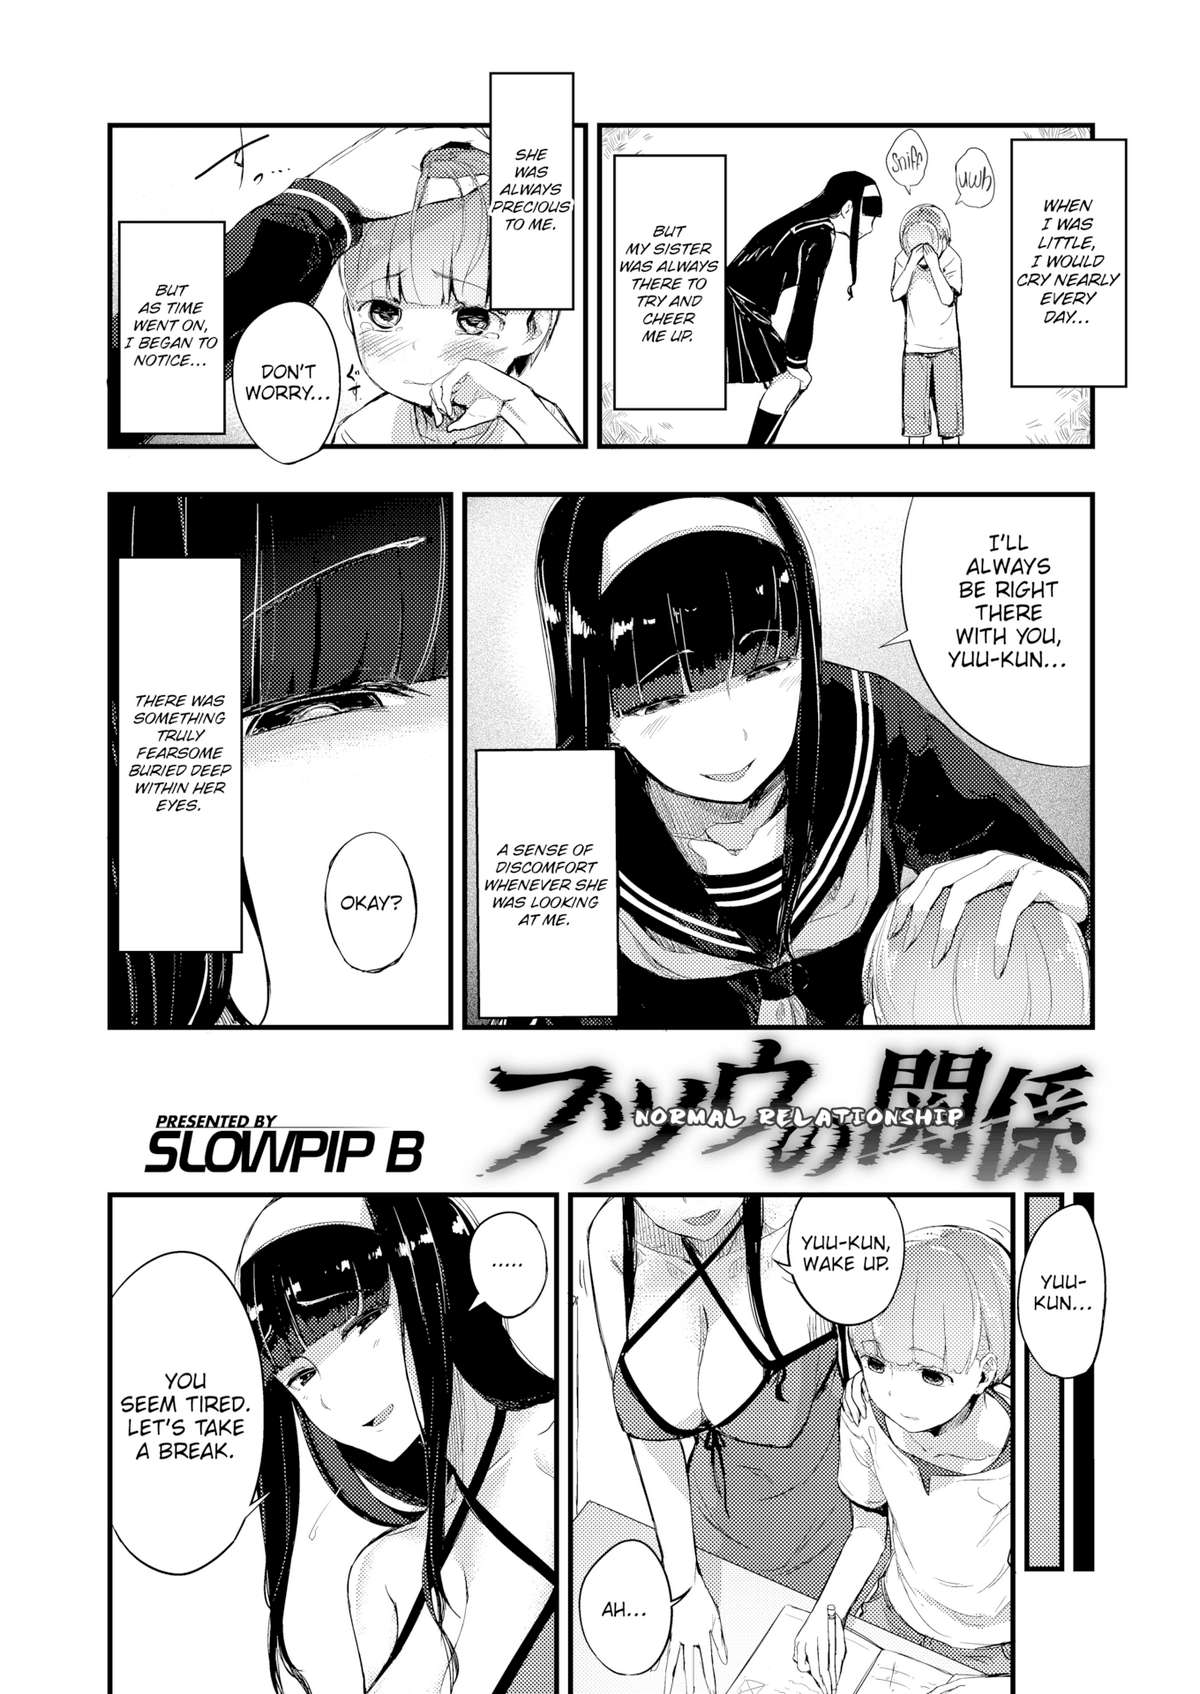 WHEN
I WAS
LITTLE,
I WOULD
CRY NEARLY
EVERY
DAY...
uwh
sniff
BUT
MY SISTER
WAS ALWAYS
THERE TO
TRY AND
CHEER
ME UP.
SHE
WAS
ALWAYS
PRECIOUS
TO ME.
す
っ...
ぐす
DON'T
WORRY...
BUT
AS TIME
WENT ON,
I BEGAN TO
NOTICE...
I'LL
ALWAYS
BE RIGHT
THERE
WITH YOU,
YUU-KUN...
A SENSE OF
DISCOMFORT
WHENEVER SHE
WAS LOOKING
AT ME.
THERE WAS
SOMETHING
TRULY
FEARSOME
BURIED DEEP
WITHIN HER
EYES.
OKAY?
フツウの関係
NORMAL RELATIONSHIP
PRESENTED BY
SLOWPIP B
YUU-
KUN...
YUU-KUN,
WAKE UP.
AH...
.....
YOU
SEEM TIRED.
LET'S TAKE
A BREAK.